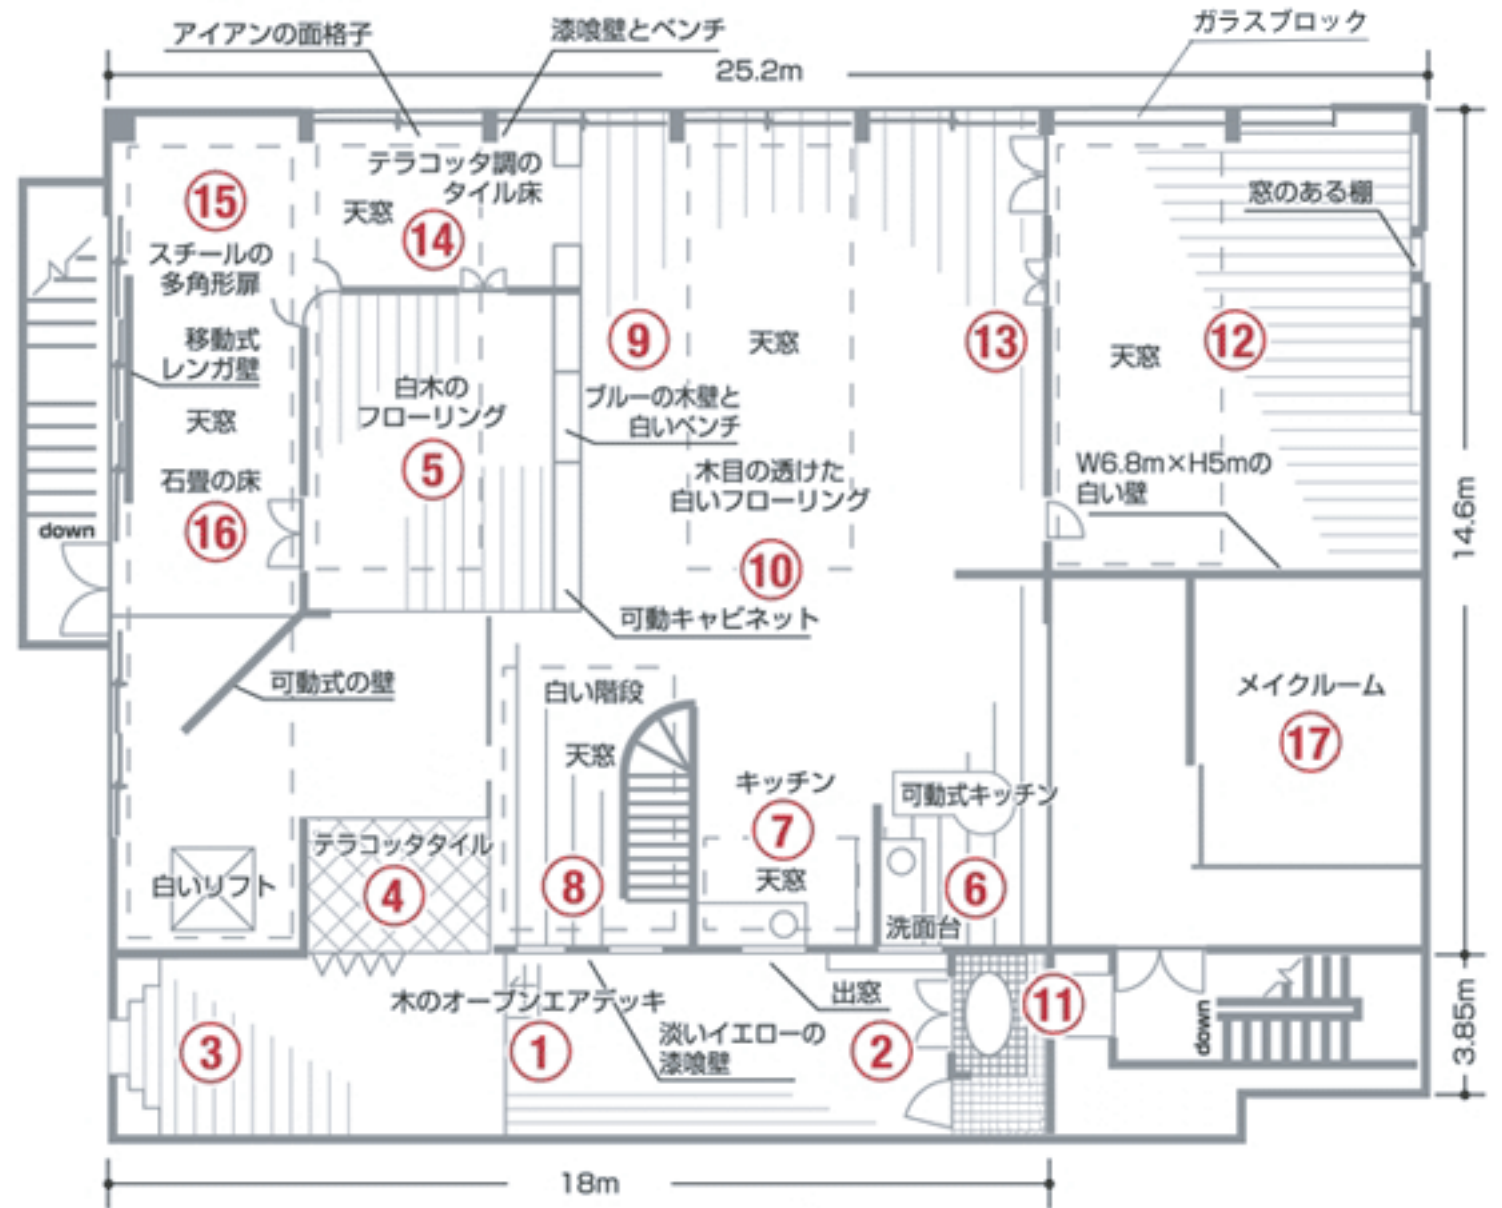 アイアンの面格子
漆喰壁とベンチ
ガラスブロック
25.2m
テラコッタ調の
タイル床
天窓
14
15
スチールの
多角形扉
移動式
レンガ壁
天窓
石畳の床
16
down
白木の
フローリング
5
9
天窓
13
ブルーの木壁と
白いベンチ
木目の透けた
白いフローリング
10
可動キャビネット
窓のある棚
天窓
12
W6.8m×H5mの
白い壁
14.6m
可動式の壁
白い階段
天窓
メイクルーム
17
キッチン
7
天窓
可動式キッチン
6
洗面台
テラコッタタイル
4
白いリフト
8
木のオープンエアデッキ
3
1
淡いイエローの
漆喰壁
出窓
2
11
down
3.85m
18m